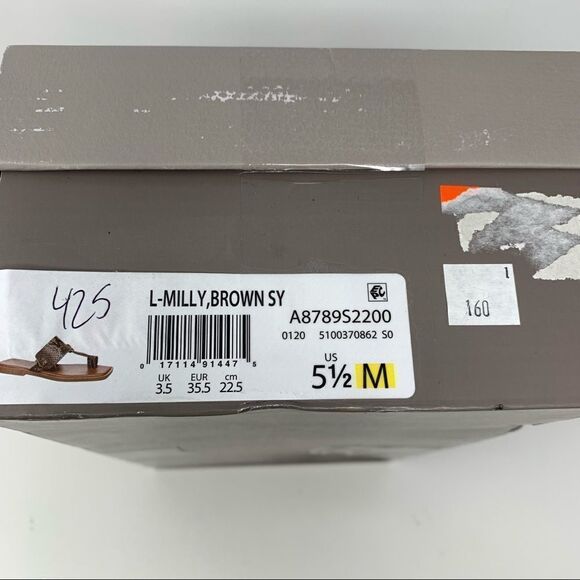 425
L-MILLY,BROWN SY
A8789S2200
0120 5100370862 S0
0 17114 91447 5
UK EUR cm
3.5 35.5 22.5
US
5½ M
1
160